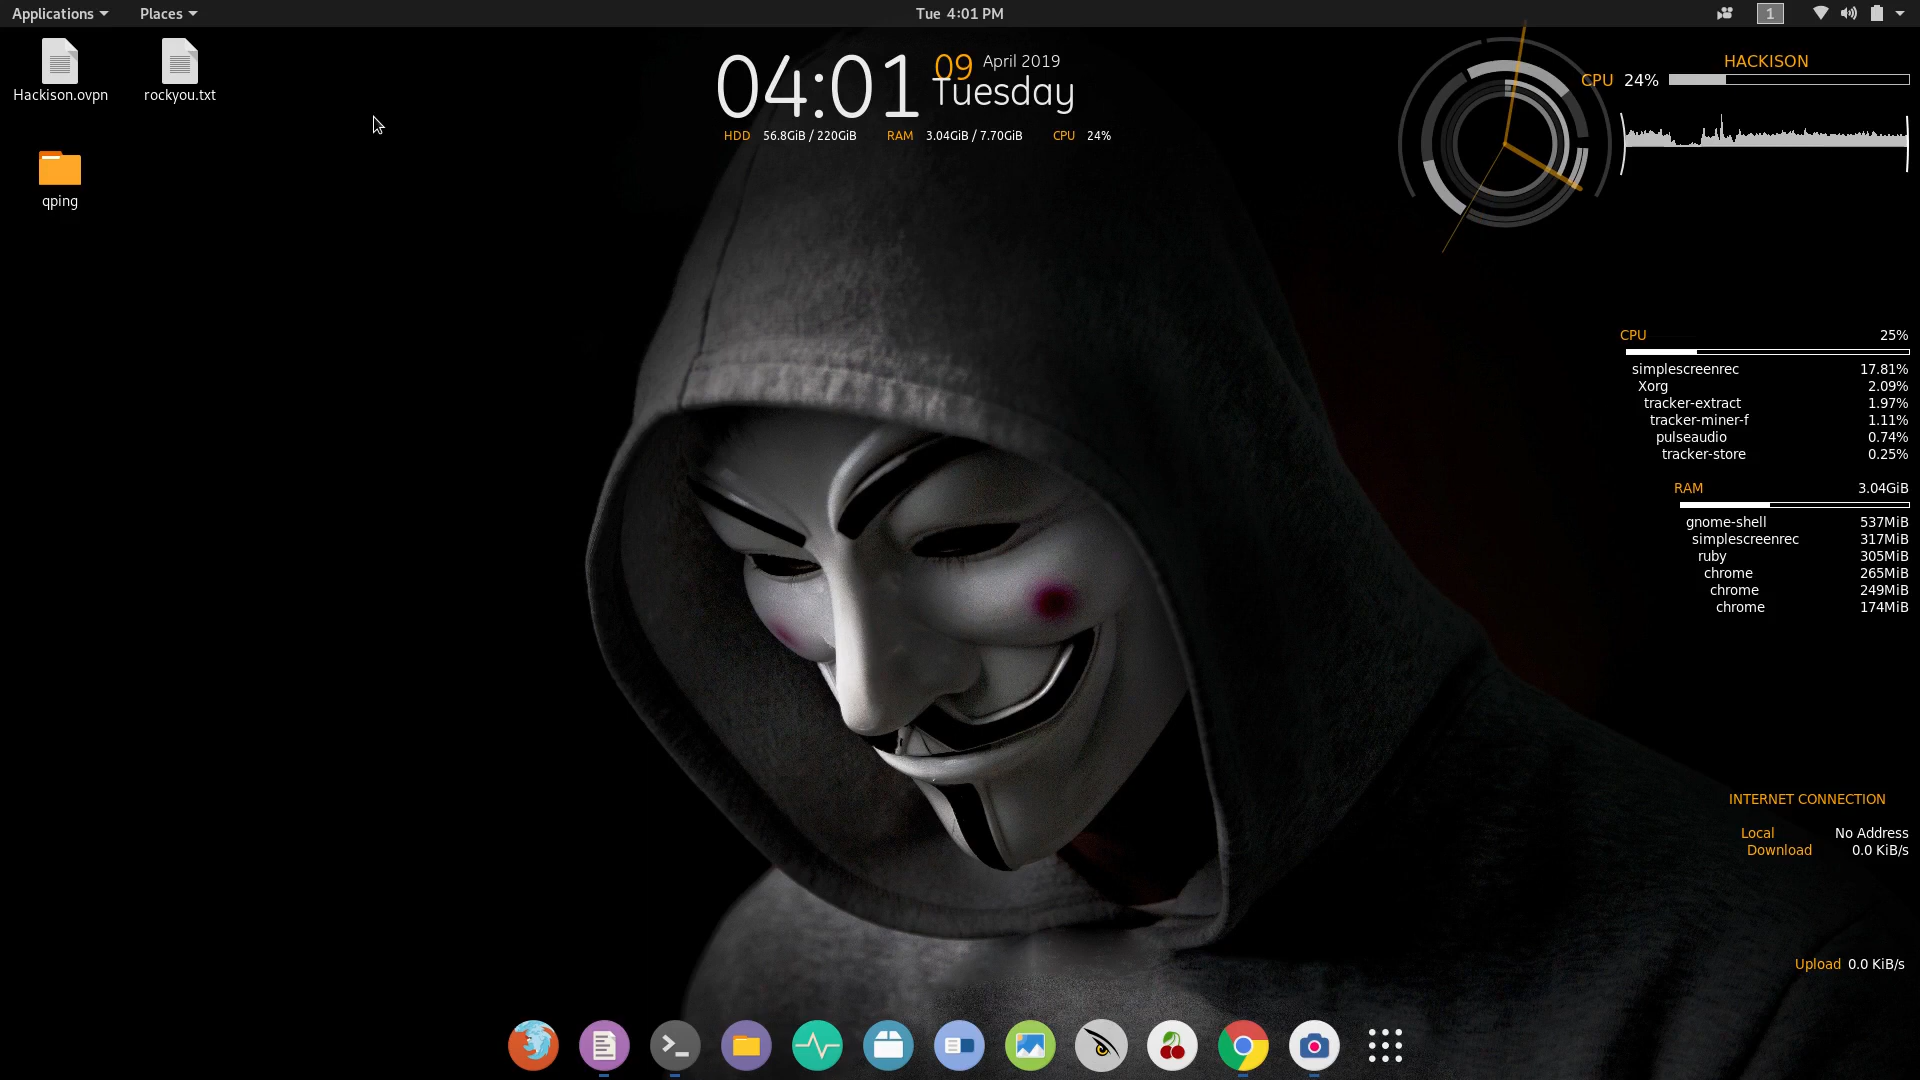 Applications Places Tue 4:01 PM 1
Hackison.ovpn rockyou.txt
qping
04:01 09 April 2019
Tuesday
HDD 56.8GiB / 220GiB RAM 3.04GiB / 7.70GiB CPU 24%
HACKISON
CPU 24%
CPU 25%
simplescreenrec 17.81%
Xorg 2.09%
tracker-extract 1.97%
tracker-miner-f 1.11%
pulseaudio 0.74%
tracker-store 0.25%
RAM 3.04GiB
gnome-shell 537MiB
simplescreenrec 317MiB
ruby 305MiB
chrome 265MiB
chrome 249MiB
chrome 174MiB
INTERNET CONNECTION
Local No Address
Download 0.0 KiB/s
Upload 0.0 KiB/s